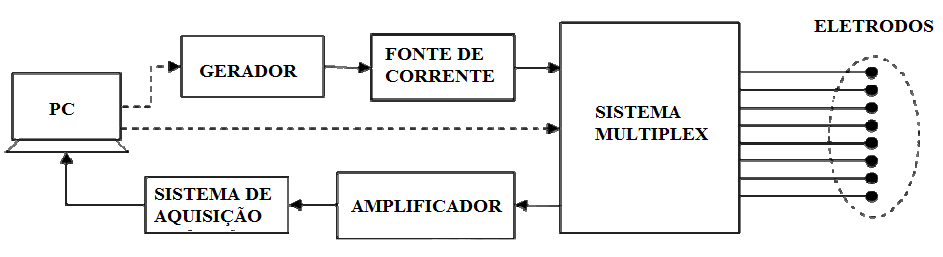 ELETRODOS
FONTE DE
CORRENTE
GERADOR
PC
SISTEMA
MULTIPLEX
SISTEMA DE
AQUISIÇÃO
AMPLIFICADOR